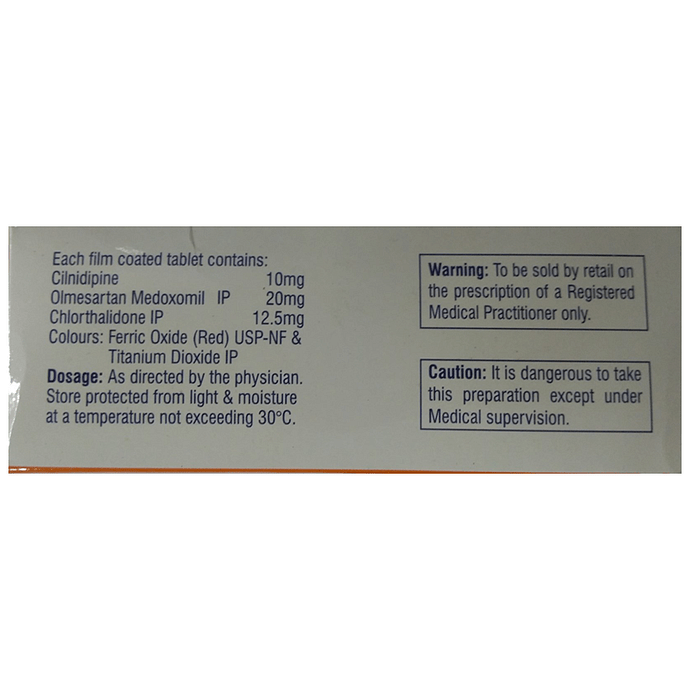 Each film coated tablet contains:
Cilnidipine 10mg
Olmesartan Medoxomil IP 20mg
Chlorthalidone IP 12.5mg
Colours: Ferric Oxide (Red) USP-NF &
Titanium Dioxide IP
Dosage: As directed by the physician.
Store protected from light & moisture
at a temperature not exceeding 30°C.
Warning: To be sold by retail on
the prescription of a Registered
Medical Practitioner only.
Caution: It is dangerous to take
this preparation except under
Medical supervision.